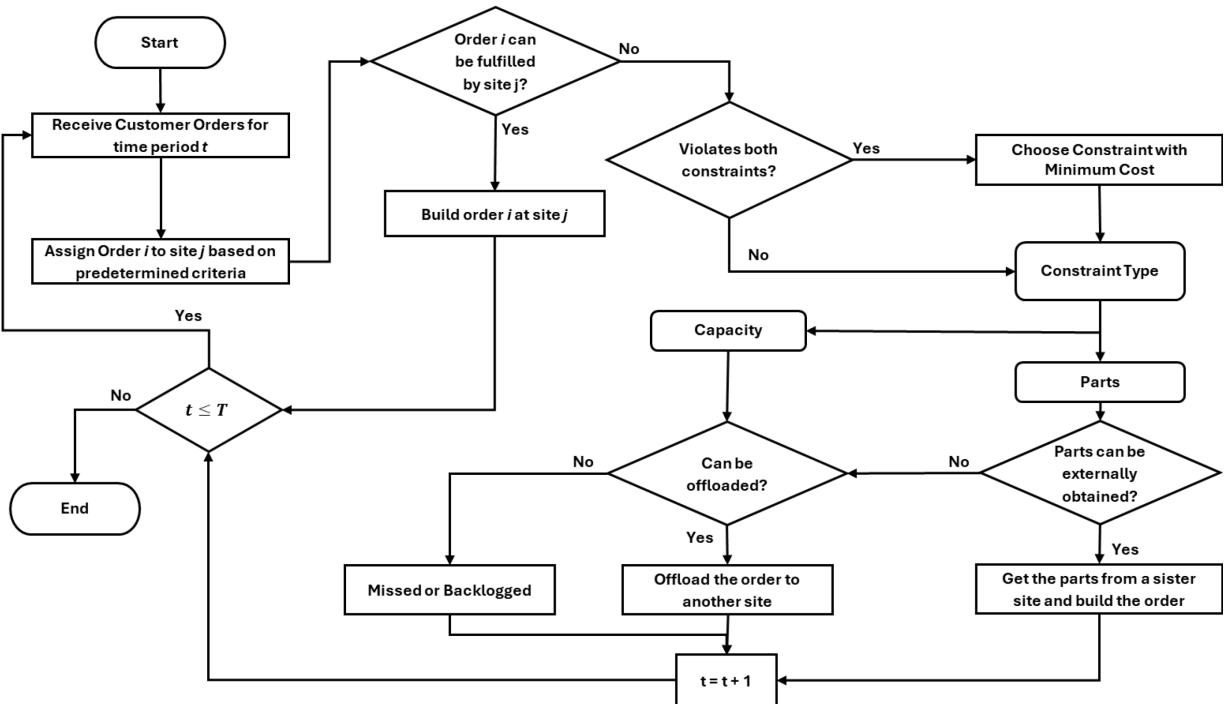 Start
Receive Customer Orders for
time period t
Assign Order i to site j based on
predetermined criteria
Order i can
be fulfilled
by site j?
No
Yes
Build order i at site j
Violates both
constraints?
Yes
No
Choose Constraint with
Minimum Cost
Constraint Type
Capacity
Parts
Yes
No
t ≤ T
End
Can be
offloaded?
No
Yes
Parts can be
externally
obtained?
No
Yes
Missed or Backlogged
Offload the order to
another site
Get the parts from a sister
site and build the order
t = t + 1